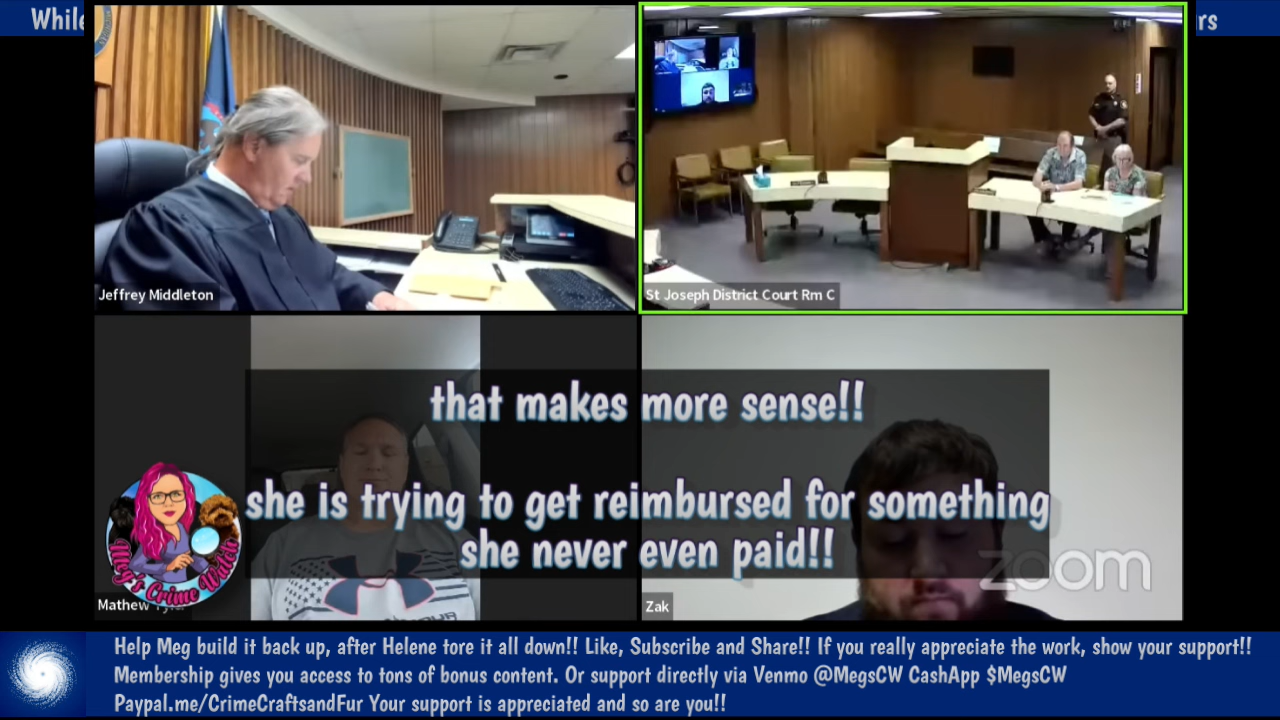 While
rs
Jeffrey Middleton
St Joseph District Court Rm C
that makes more sense!!
she is trying to get reimbursed for something
she never even paid!!
Meg's Crime Watch
zoom
Mathew
Zak
Help Meg build it back up, after Helene tore it all down!! Like, Subscribe and Share!! If you really appreciate the work, show your support!!
Membership gives you access to tons of bonus content. Or support directly via Venmo @MegsCW CashApp $MegsCW
Paypal.me/CrimeCraftsandFur Your support is appreciated and so are you!!